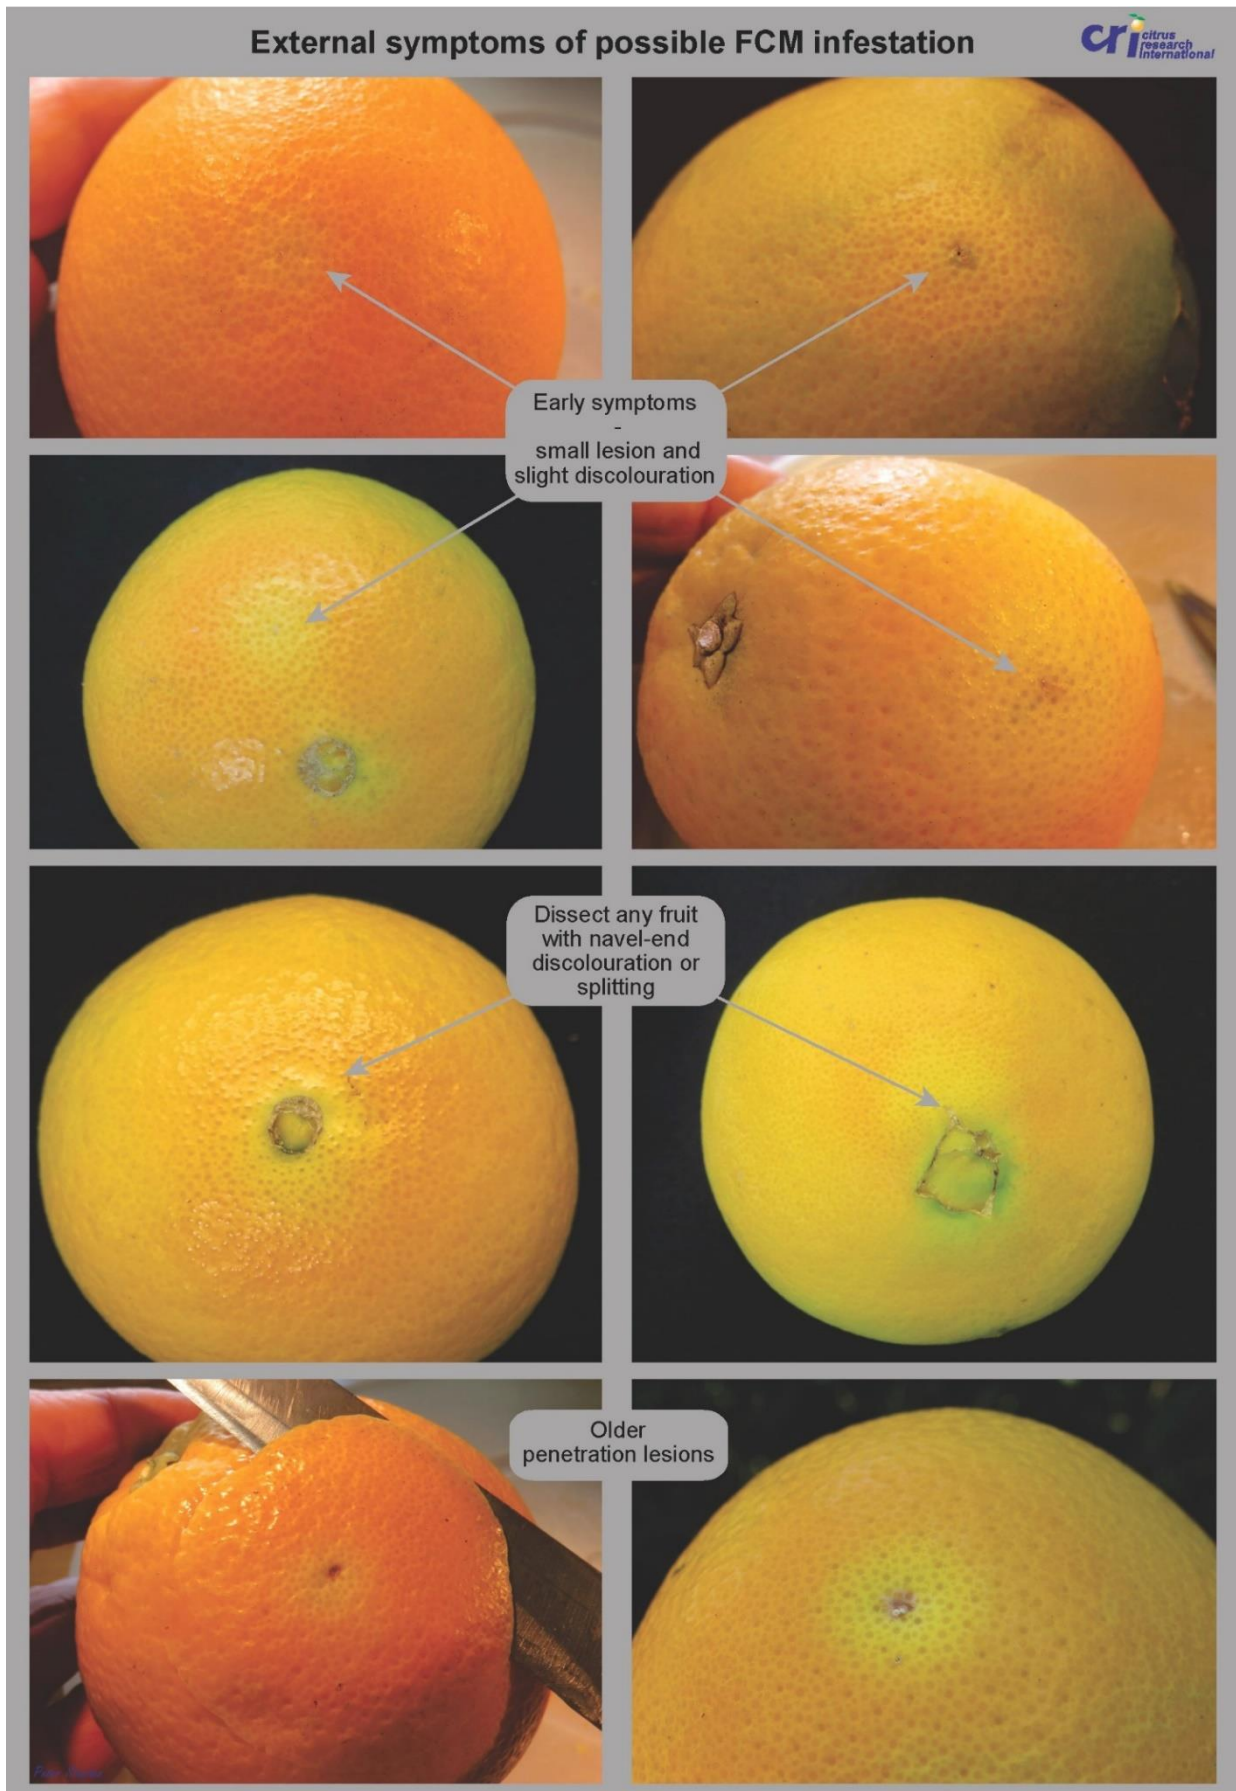 External symptoms of possible FCM infestation
cri citrus
research
international
Early symptoms
-
small lesion and
slight discolouration
Dissect any fruit
with navel-end
discolouration or
splitting
Older
penetration lesions